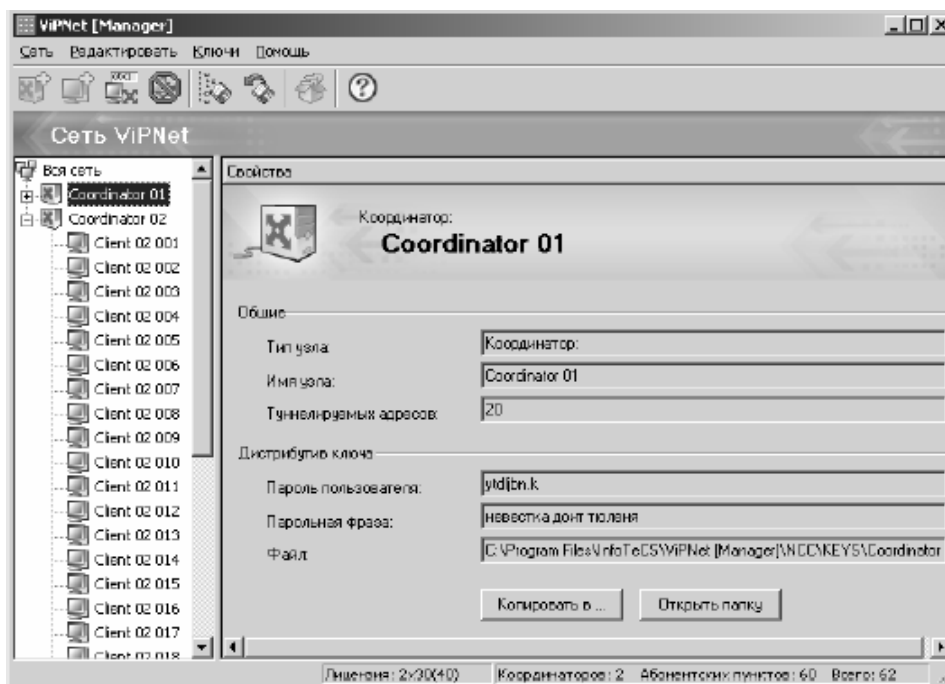 ViPNet [Manager]
Сеть Редактировать Ключи Помощь
Сеть ViPNet
Вся сеть
Coordinator 01
Coordinator 02
Client 02 001
Client 02 002
Client 02 003
Client 02 004
Client 02 005
Client 02 006
Client 02 007
Client 02 008
Client 02 009
Client 02 010
Client 02 011
Client 02 012
Client 02 013
Client 02 014
Client 02 015
Client 02 016
Client 02 017
Client 02 018
Свойства
Координатор:
Coordinator 01
Общие
Тип узла: Координатор:
Имя узла: Coordinator 01
Туннелируемых адресов: 20
Дистрибутив ключа
Пароль пользователя: ytdljbn.k
Парольная фраза: невестка доит тюленя
Файл: C:\Program Files\InfoTeCS\ViPNet [Manager]\NCC\KEYS\Coordinator
Копировать в ... Открыть папку
Лицензия: 2x30(40) Координаторов: 2 Абонентских пунктов: 60 Всего: 62